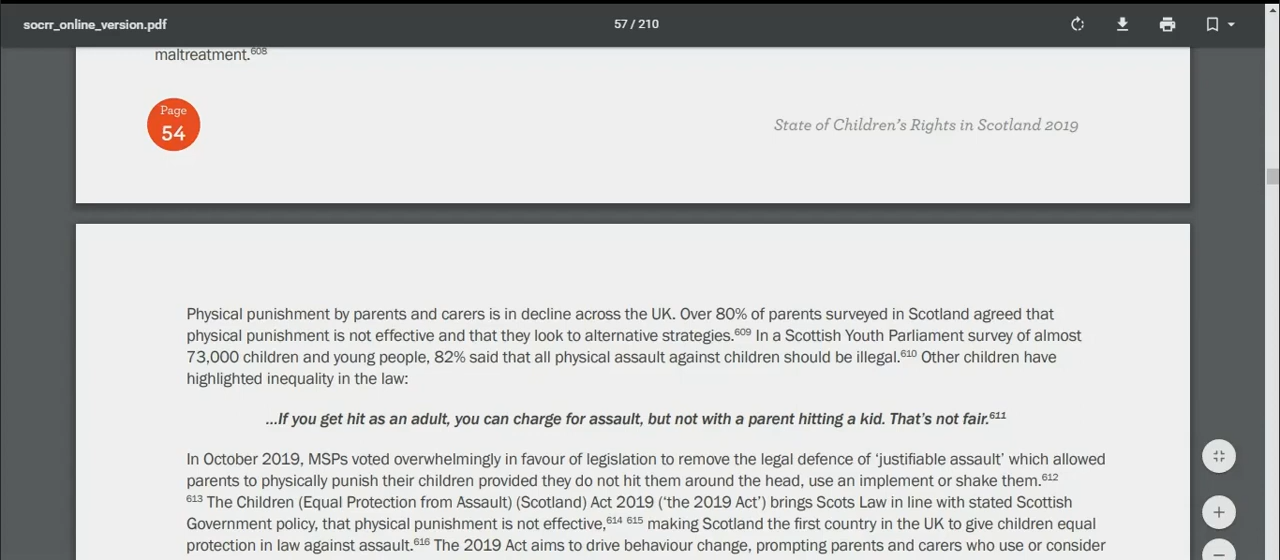 socrr_online_version.pdf
57 / 210
maltreatment.608
Page
54
State of Children's Rights in Scotland 2019
Physical punishment by parents and carers is in decline across the UK. Over 80% of parents surveyed in Scotland agreed that
physical punishment is not effective and that they look to alternative strategies.609 In a Scottish Youth Parliament survey of almost
73,000 children and young people, 82% said that all physical assault against children should be illegal.610 Other children have
highlighted inequality in the law:
...If you get hit as an adult, you can charge for assault, but not with a parent hitting a kid. That's not fair.611
In October 2019, MSPs voted overwhelmingly in favour of legislation to remove the legal defence of 'justifiable assault' which allowed
parents to physically punish their children provided they do not hit them around the head, use an implement or shake them.612
613 The Children (Equal Protection from Assault) (Scotland) Act 2019 ('the 2019 Act') brings Scots Law in line with stated Scottish
Government policy, that physical punishment is not effective,614 615 making Scotland the first country in the UK to give children equal
protection in law against assault.616 The 2019 Act aims to drive behaviour change, prompting parents and carers who use or consider